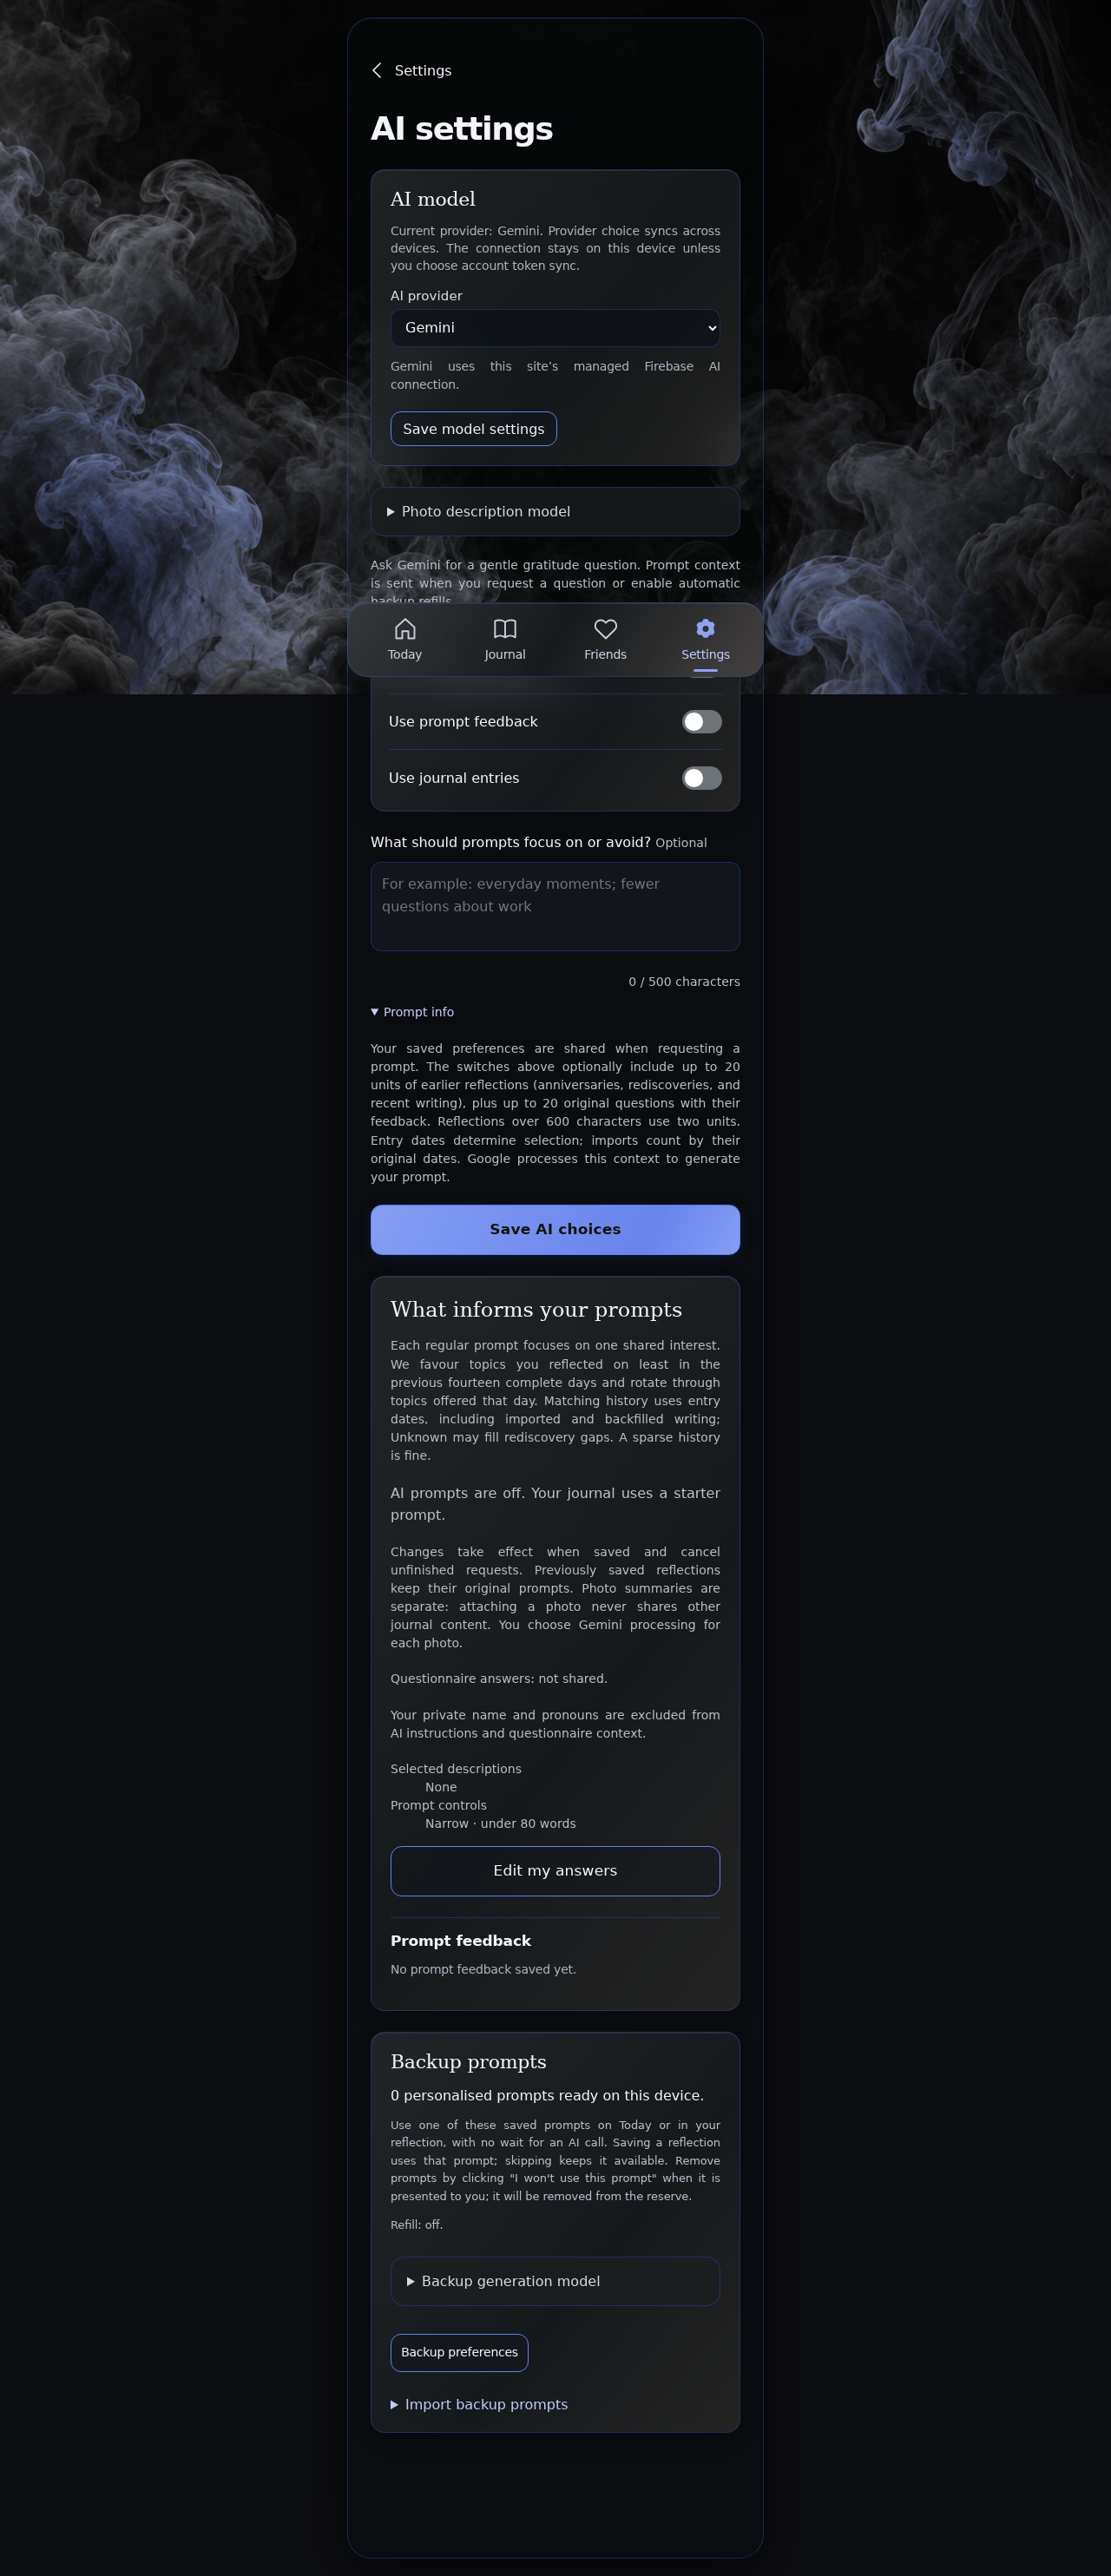 Settings
AI settings
AI model
Current provider: Gemini. Provider choice syncs across
devices. The connection stays on this device unless
you choose account token sync.
AI provider
Gemini
Gemini uses this site’s managed Firebase AI
connection.
Save model settings
Photo description model
Ask Gemini for a gentle gratitude question. Prompt context
is sent when you request a question or enable automatic
backup refills.
Today
Journal
Friends
Settings
Use prompt feedback
Use journal entries
What should prompts focus on or avoid? Optional
For example: everyday moments; fewer
questions about work
0 / 500 characters
Prompt info
Your saved preferences are shared when requesting a
prompt. The switches above optionally include up to 20
units of earlier reflections (anniversaries, rediscoveries, and
recent writing), plus up to 20 original questions with their
feedback. Reflections over 600 characters use two units.
Entry dates determine selection; imports count by their
original dates. Google processes this context to generate
your prompt.
Save AI choices
What informs your prompts
Each regular prompt focuses on one shared interest.
We favour topics you reflected on least in the
previous fourteen complete days and rotate through
topics offered that day. Matching history uses entry
dates, including imported and backfilled writing;
Unknown may fill rediscovery gaps. A sparse history
is fine.
AI prompts are off. Your journal uses a starter
prompt.
Changes take effect when saved and cancel
unfinished requests. Previously saved reflections
keep their original prompts. Photo summaries are
separate: attaching a photo never shares other
journal content. You choose Gemini processing for
each photo.
Questionnaire answers: not shared.
Your private name and pronouns are excluded from
AI instructions and questionnaire context.
Selected descriptions
None
Prompt controls
Narrow · under 80 words
Edit my answers
Prompt feedback
No prompt feedback saved yet.
Backup prompts
0 personalised prompts ready on this device.
Use one of these saved prompts on Today or in your
reflection, with no wait for an AI call. Saving a reflection
uses that prompt; skipping keeps it available. Remove
prompts by clicking "I won't use this prompt" when it is
presented to you; it will be removed from the reserve.
Refill: off.
Backup generation model
Backup preferences
Import backup prompts